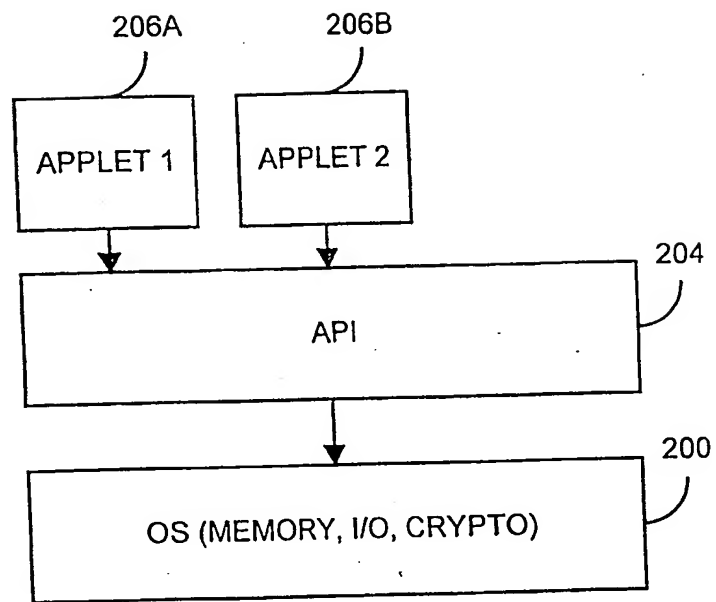 206A
206B
APPLET 1
APPLET 2
204
API
200
OS (MEMORY, I/O, CRYPTO)